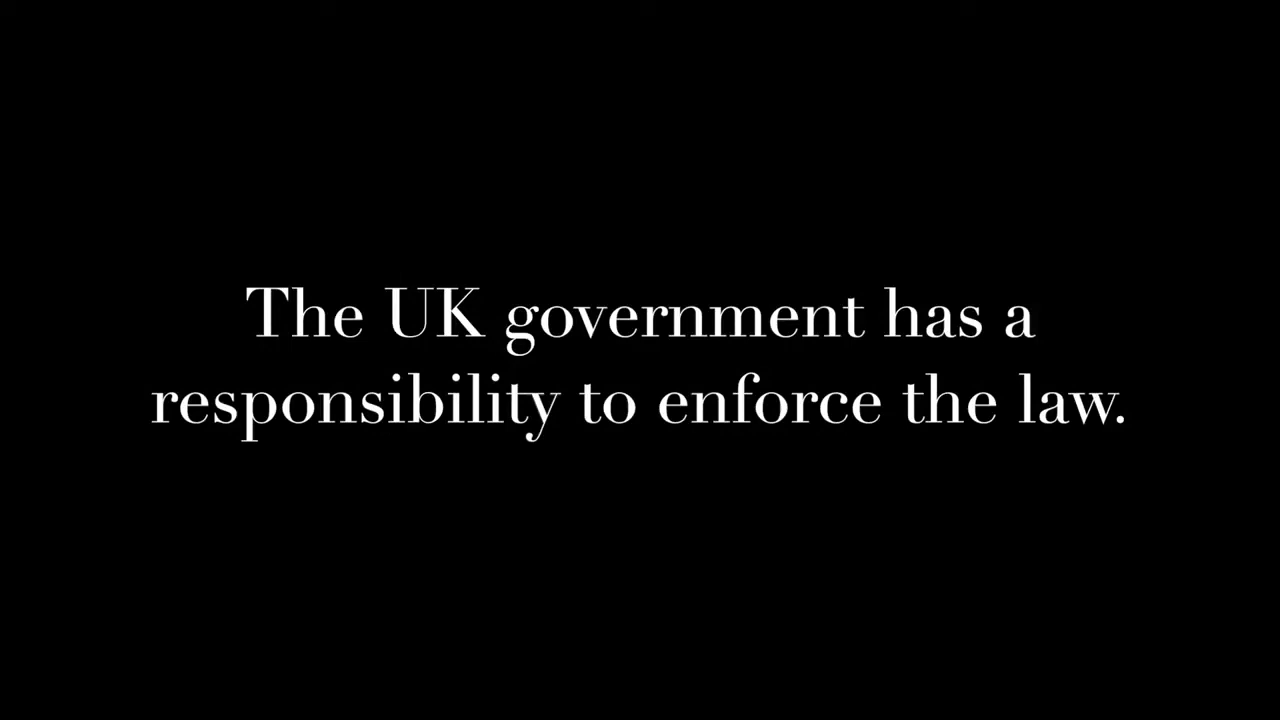 The UK government has a
responsibility to enforce the law.